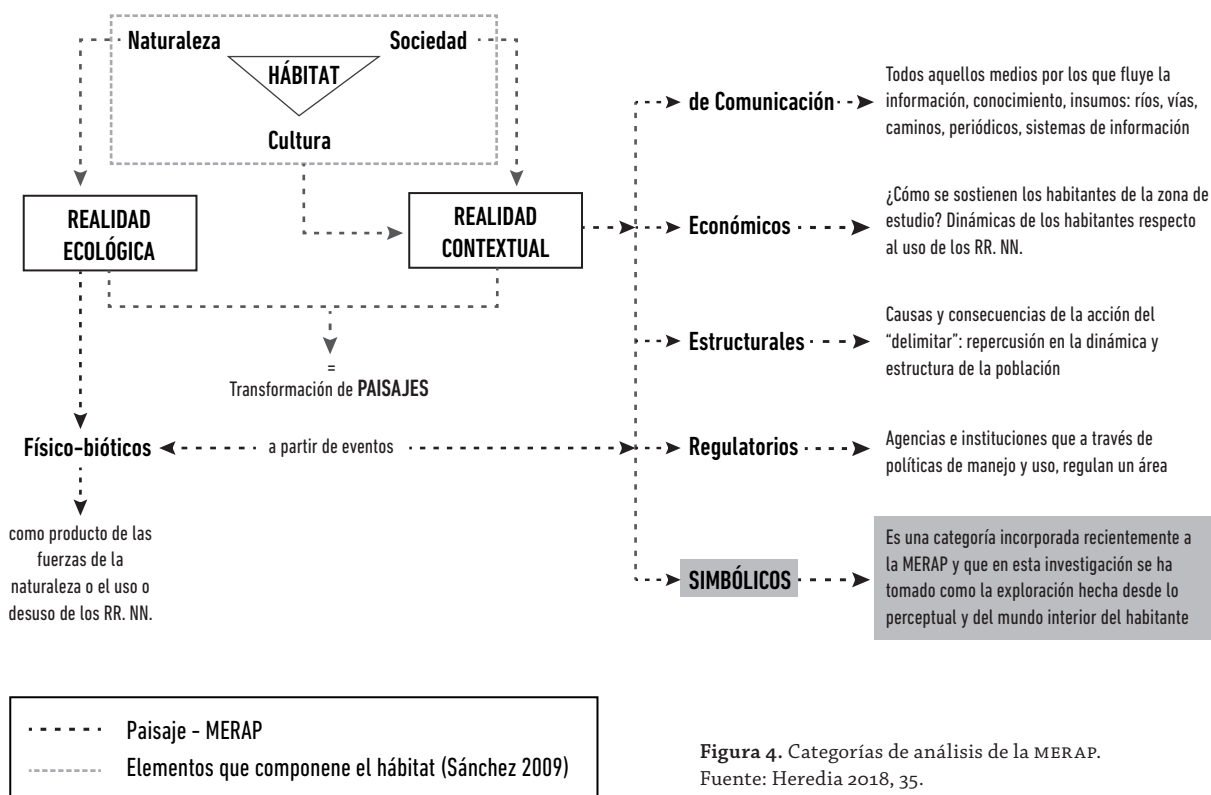 Naturaleza
Sociedad
HÁBITAT
Cultura
REALIDAD
ECOLÓGICA
REALIDAD
CONTEXTUAL
=
Transformación de PAISAJES
Físico-bióticos
a partir de eventos
como producto de las
fuerzas de la
naturaleza o el uso o
desuso de los RR. NN.
de Comunicación
Todos aquellos medios por los que fluye la
información, conocimiento, insumos: ríos, vías,
caminos, periódicos, sistemas de información
Económicos
¿Cómo se sostienen los habitantes de la zona de
estudio? Dinámicas de los habitantes respecto
al uso de los RR. NN.
Estructurales
Causas y consecuencias de la acción del
“delimitar”: repercusión en la dinámica y
estructura de la población
Regulatorios
Agencias e instituciones que a través de
políticas de manejo y uso, regulan un área
SIMBÓLICOS
Es una categoría incorporada recientemente a
la MERAP y que en esta investigación se ha
tomado como la exploración hecha desde lo
perceptual y del mundo interior del habitante
Paisaje - MERAP
Elementos que componene el hábitat (Sánchez 2009)
Figura 4. Categorías de análisis de la MERAP.
Fuente: Heredia 2018, 35.